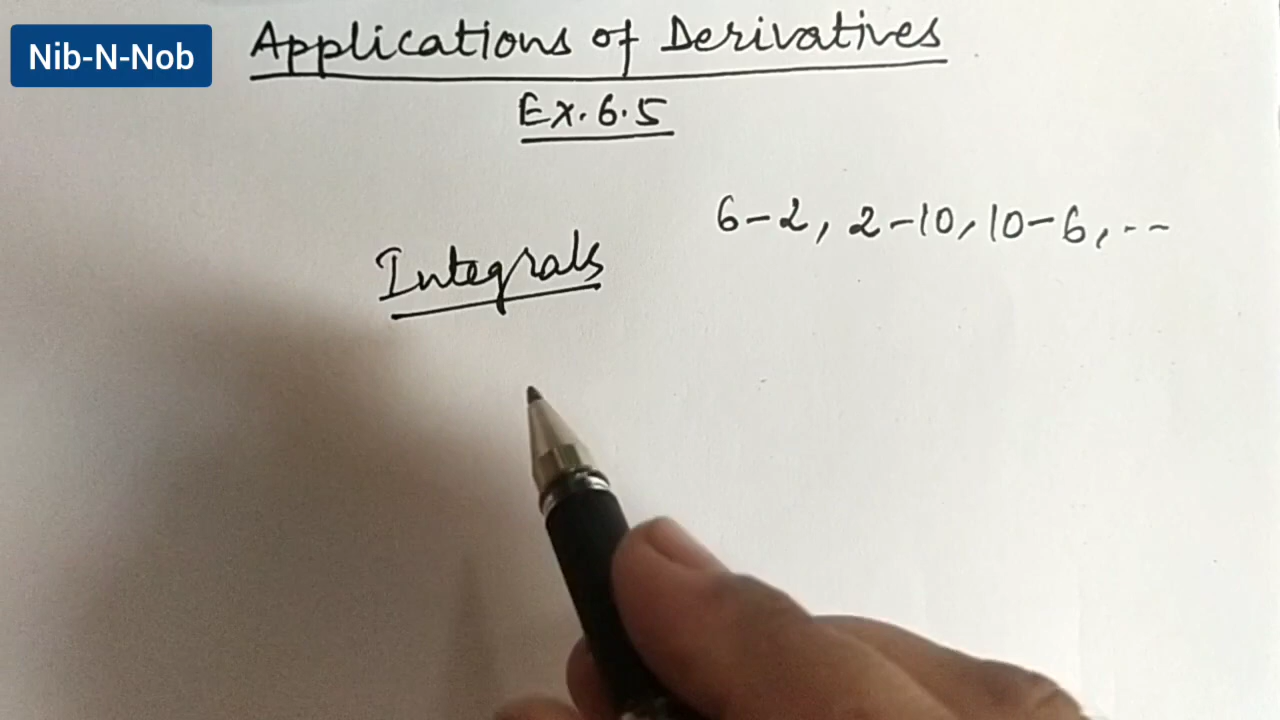 Nib-N-Nob
Applications of Derivatives
Ex. 6.5
6-2, 2-10, 10-6, ...
Integrals